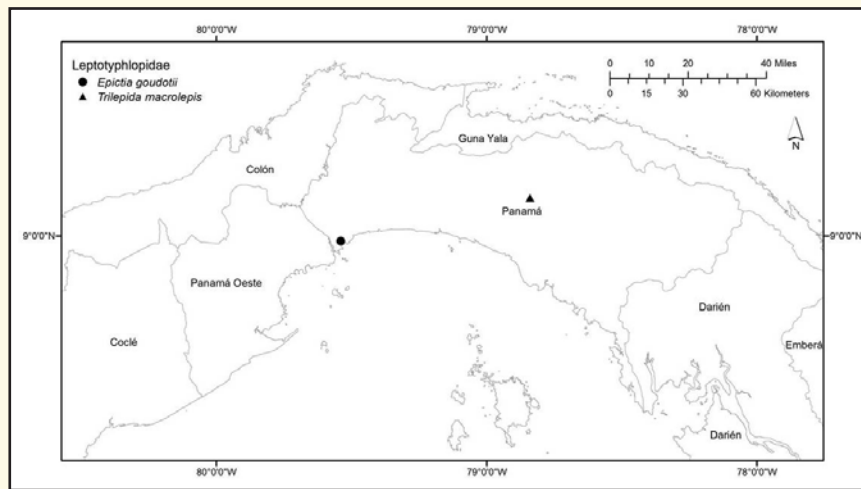 80°0'0"W
79°0'0"W
78°0'0"W
Leptotyphlopidae
Epictia goudotii
Trilepida macrolepis
0 10 20 40 Miles
0 15 30 60 Kilometers
N
Guna Yala
Colón
Panamá
9°0'0"N
9°0'0"N
Panamá Oeste
Darién
Coclé
Emberá
Darién
80°0'0"W
79°0'0"W
78°0'0"W